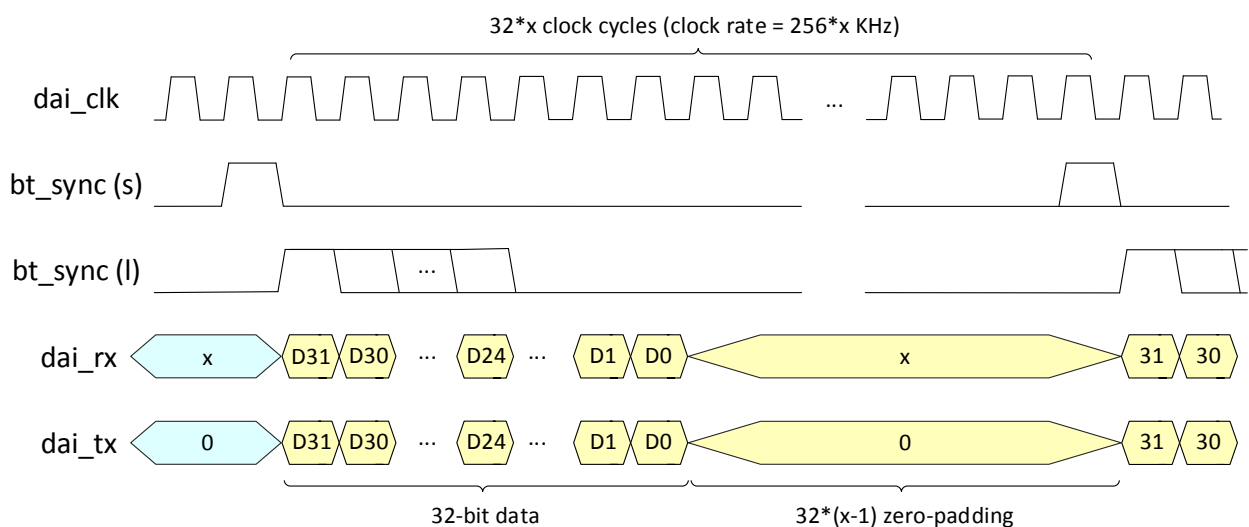 32*x clock cycles (clock rate = 256*x KHz)
dai_clk
...
bt_sync (s)
bt_sync (l)
...
dai_rx x D31 D30 ... D24 ... D1 D0 x 31 30
dai_tx 0 D31 D30 ... D24 ... D1 D0 0 31 30
32-bit data 32*(x-1) zero-padding